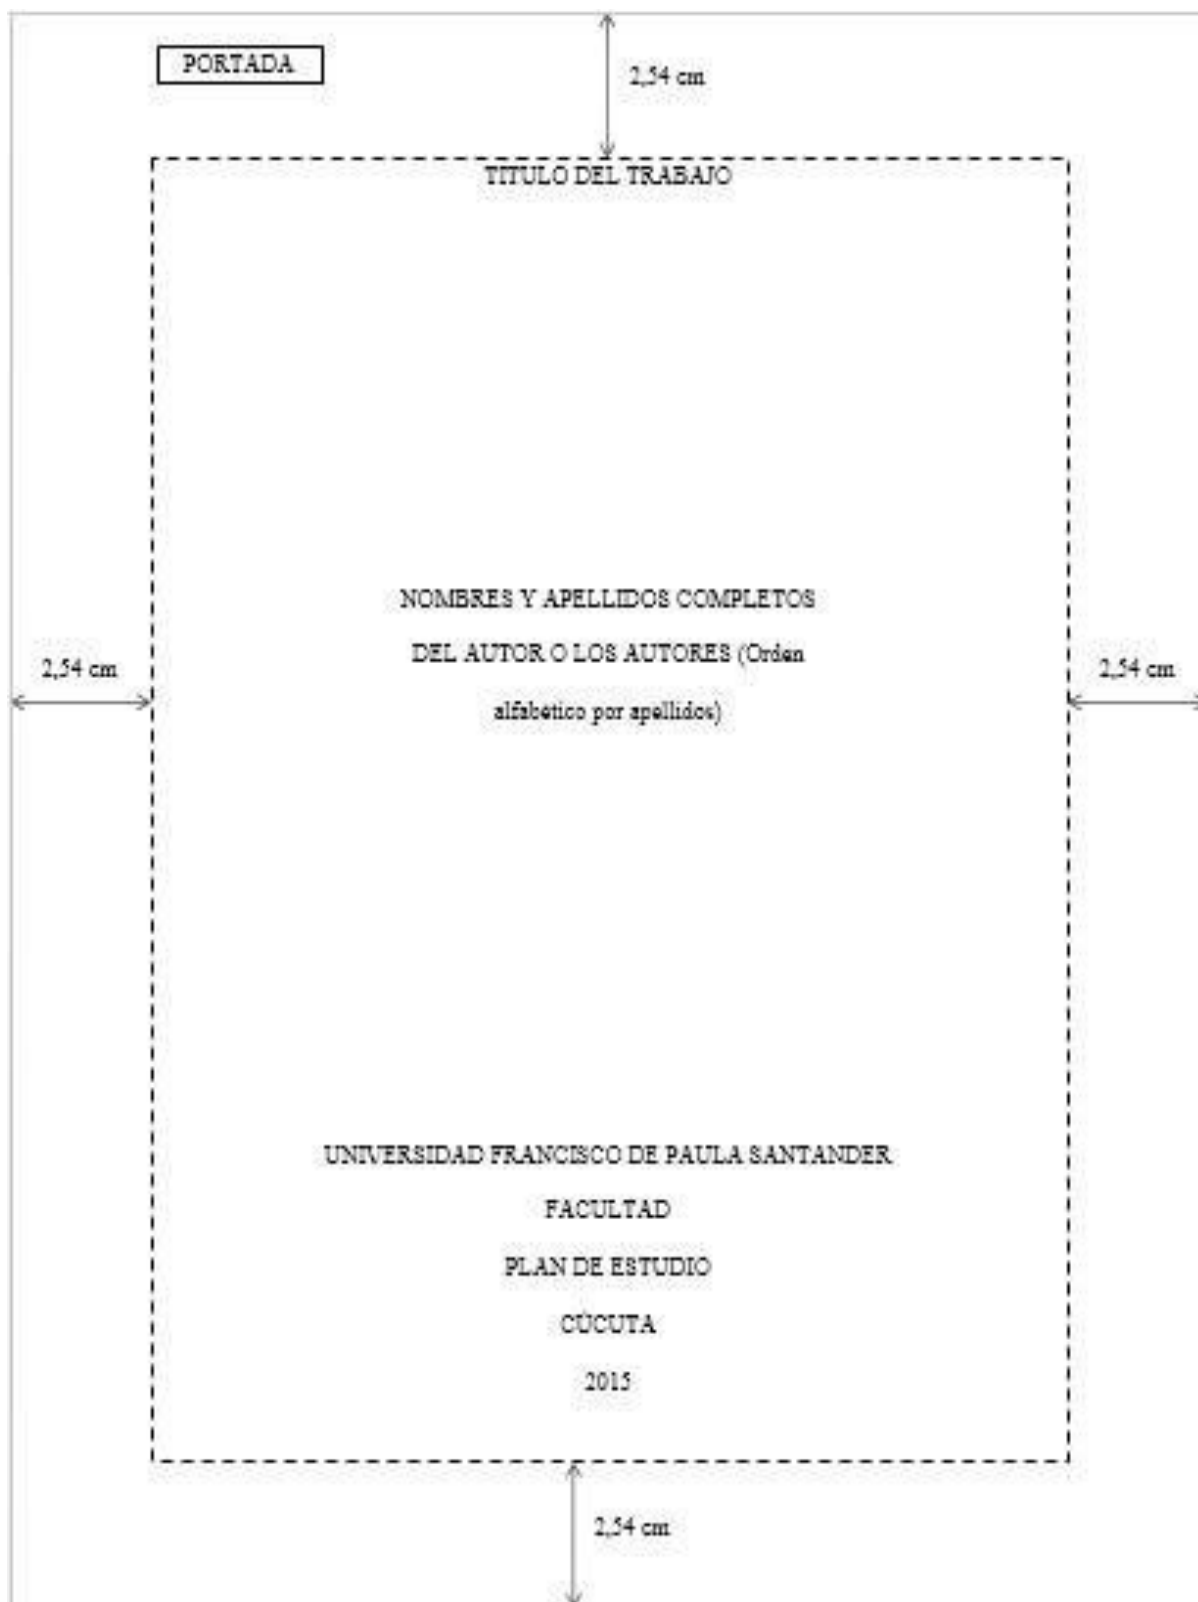 PORTADA
2,54 cm
TITULO DEL TRABAJO
NOMBRES Y APELLIDOS COMPLETOS
DEL AUTOR O LOS AUTORES (Orden
alfabético por apellidos)
2,54 cm
2,54 cm
UNIVERSIDAD FRANCISCO DE PAULA SANTANDER
FACULTAD
PLAN DE ESTUDIO
CÚCUTA
2015
2,54 cm